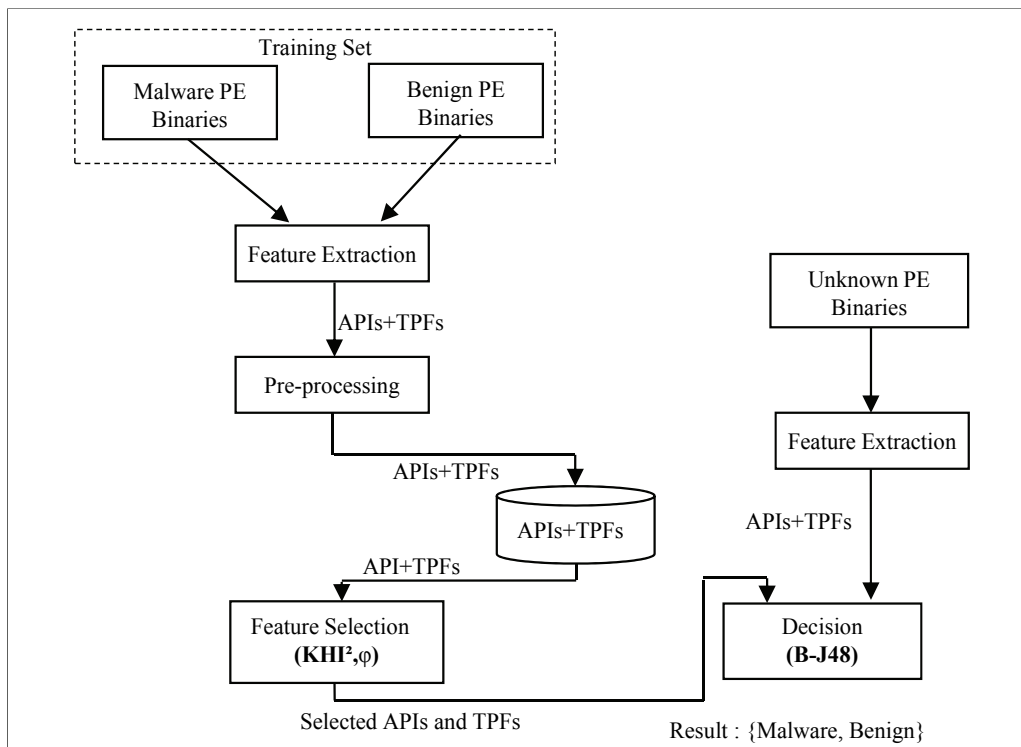 Training Set
Malware PE
Binaries
Benign PE
Binaries
Feature Extraction
APIs+TPFs
Pre-processing
APIs+TPFs
APIs+TPFs
API+TPFs
Feature Selection
(KHI²,φ)
Selected APIs and TPFs
Unknown PE
Binaries
Feature Extraction
APIs+TPFs
Decision
(B-J48)
Result : {Malware, Benign}